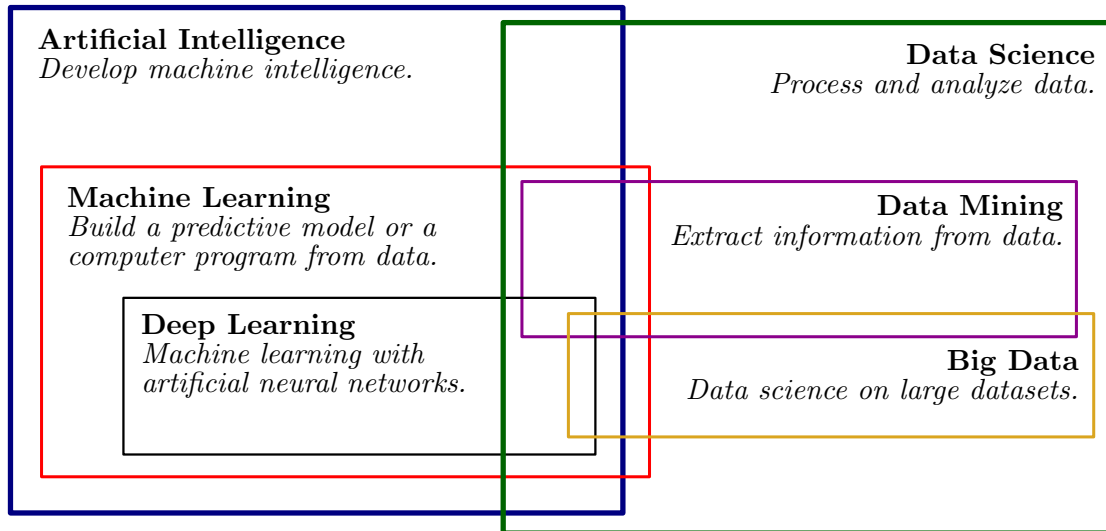 Artificial Intelligence
Develop machine intelligence.
Data Science
Process and analyze data.
Machine Learning
Build a predictive model or a
computer program from data.
Data Mining
Extract information from data.
Deep Learning
Machine learning with
artificial neural networks.
Big Data
Data science on large datasets.